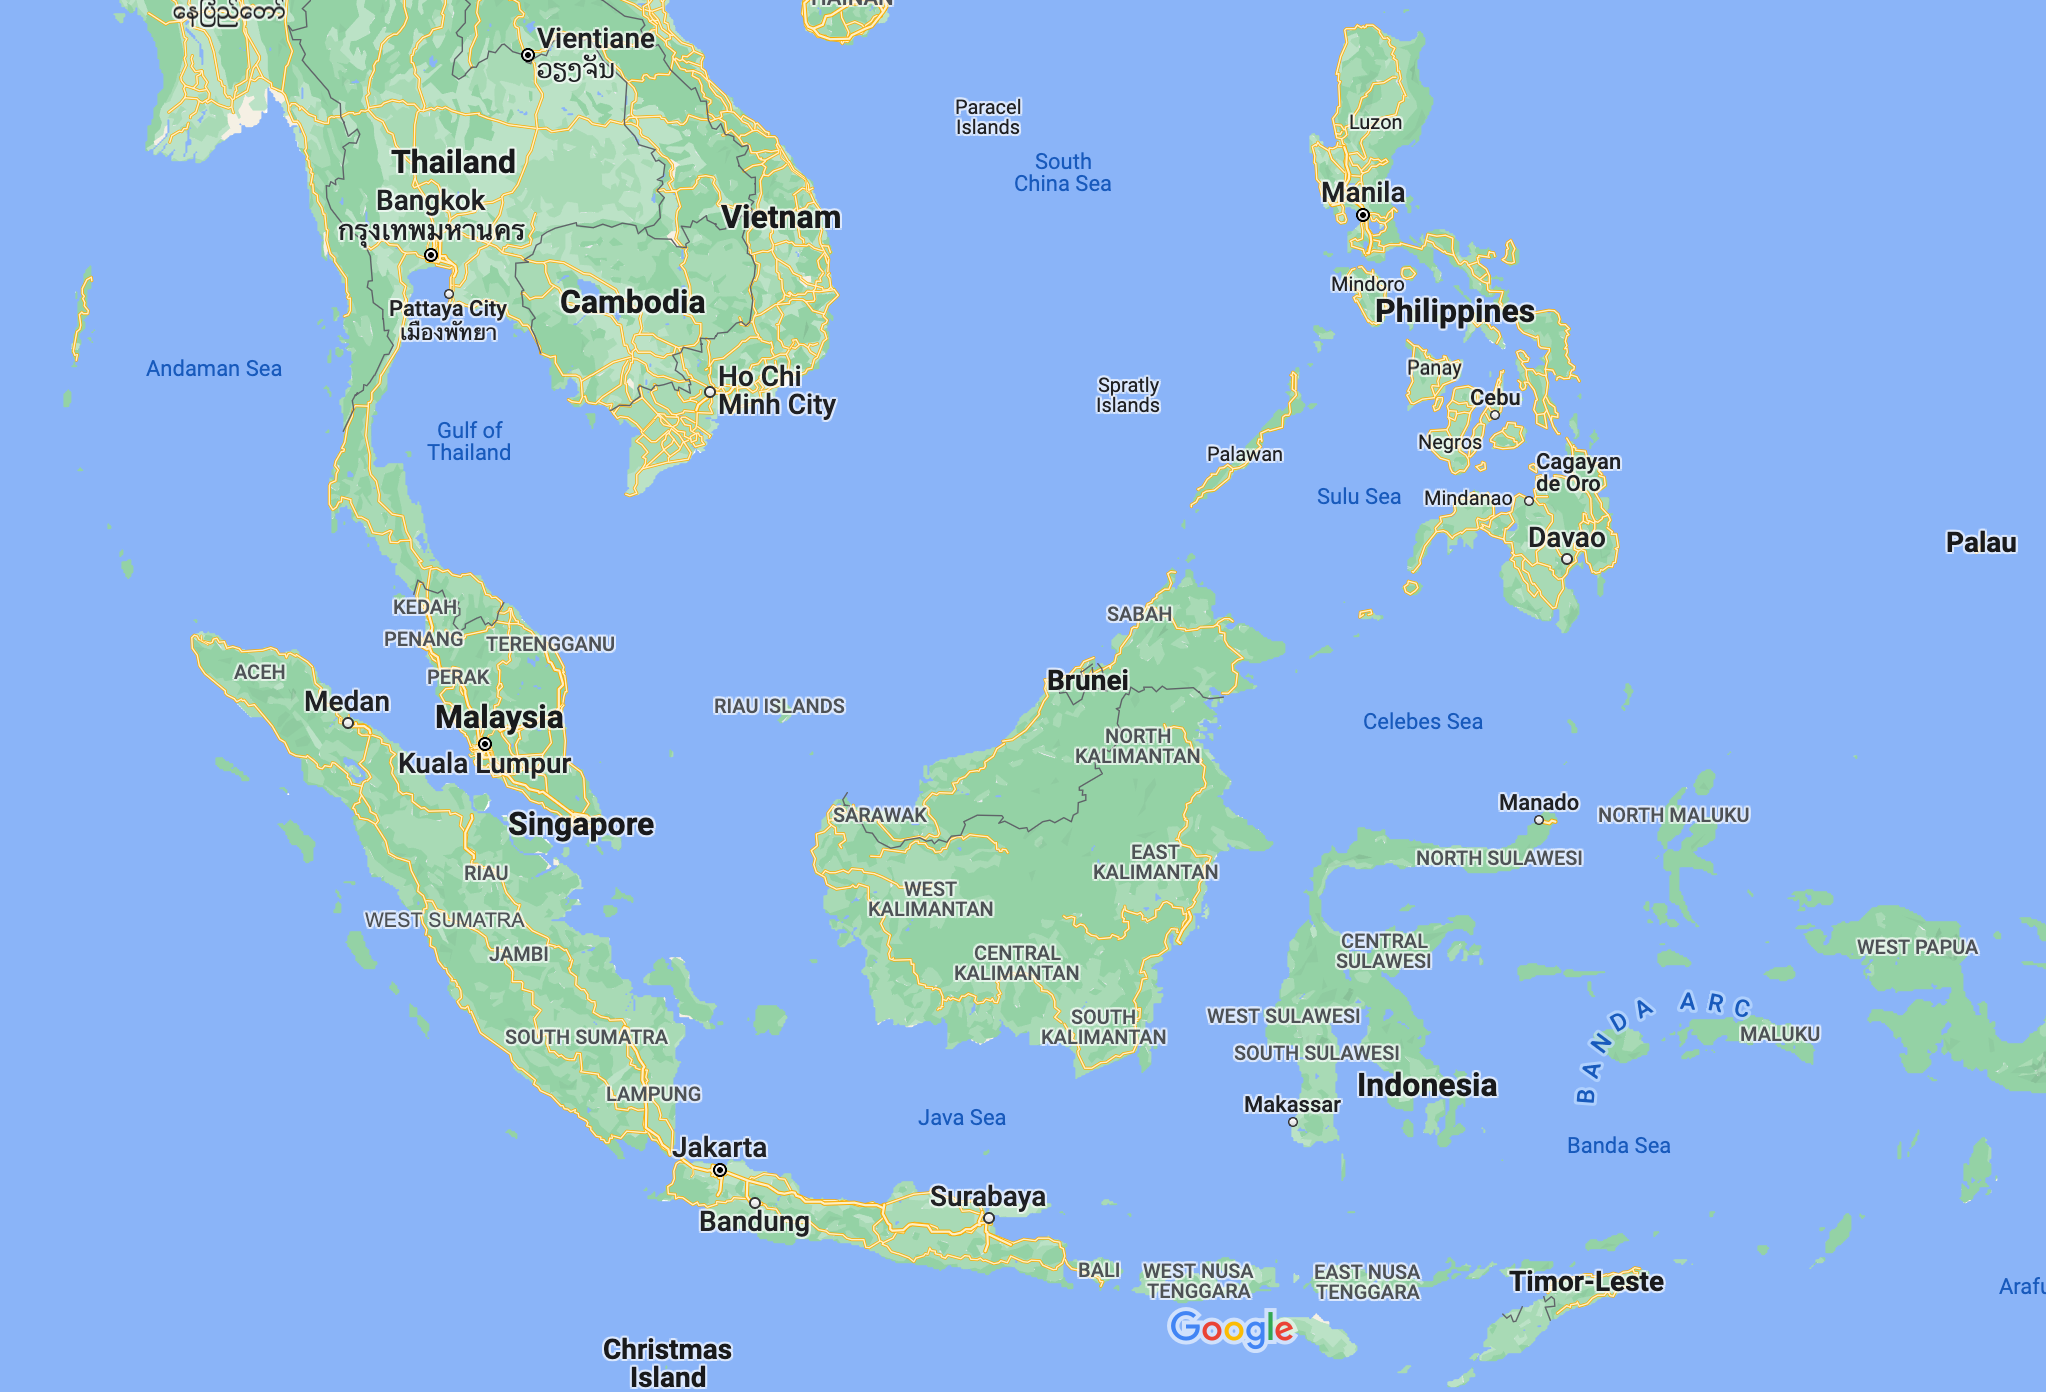 နေပြည်တော်
HAINAN
Vientiane
ວຽງຈັນ
Paracel
Islands
Luzon
South
China Sea
Thailand
Bangkok
กรุงเทพมหานคร
Vietnam
Manila
Pattaya City
เมืองพัทยา
Cambodia
Mindoro
Philippines
Andaman Sea
Ho Chi
Minh City
Spratly
Islands
Panay
Cebu
Gulf of
Thailand
Palawan
Negros
Cagayan
de Oro
Sulu Sea
Mindanao
Davao
Palau
KEDAH
PENANG
TERENGGANU
SABAH
ACEH
PERAK
Brunei
Medan
Malaysia
RIAU ISLANDS
Celebes Sea
Kuala Lumpur
NORTH
KALIMANTAN
Singapore
SARAWAK
Manado
NORTH MALUKU
RIAU
EAST
KALIMANTAN
NORTH SULAWESI
WEST SUMATRA
WEST
KALIMANTAN
JAMBI
CENTRAL
KALIMANTAN
CENTRAL
SULAWESI
WEST PAPUA
SOUTH SUMATRA
SOUTH
KALIMANTAN
WEST SULAWESI
BANDA ARC
MALUKU
SOUTH SULAWESI
LAMPUNG
Indonesia
Java Sea
Makassar
Jakarta
Banda Sea
Bandung
Surabaya
BALI
WEST NUSA
TENGGARA
EAST NUSA
TENGGARA
Timor-Leste
Arafu
Google
Christmas
Island